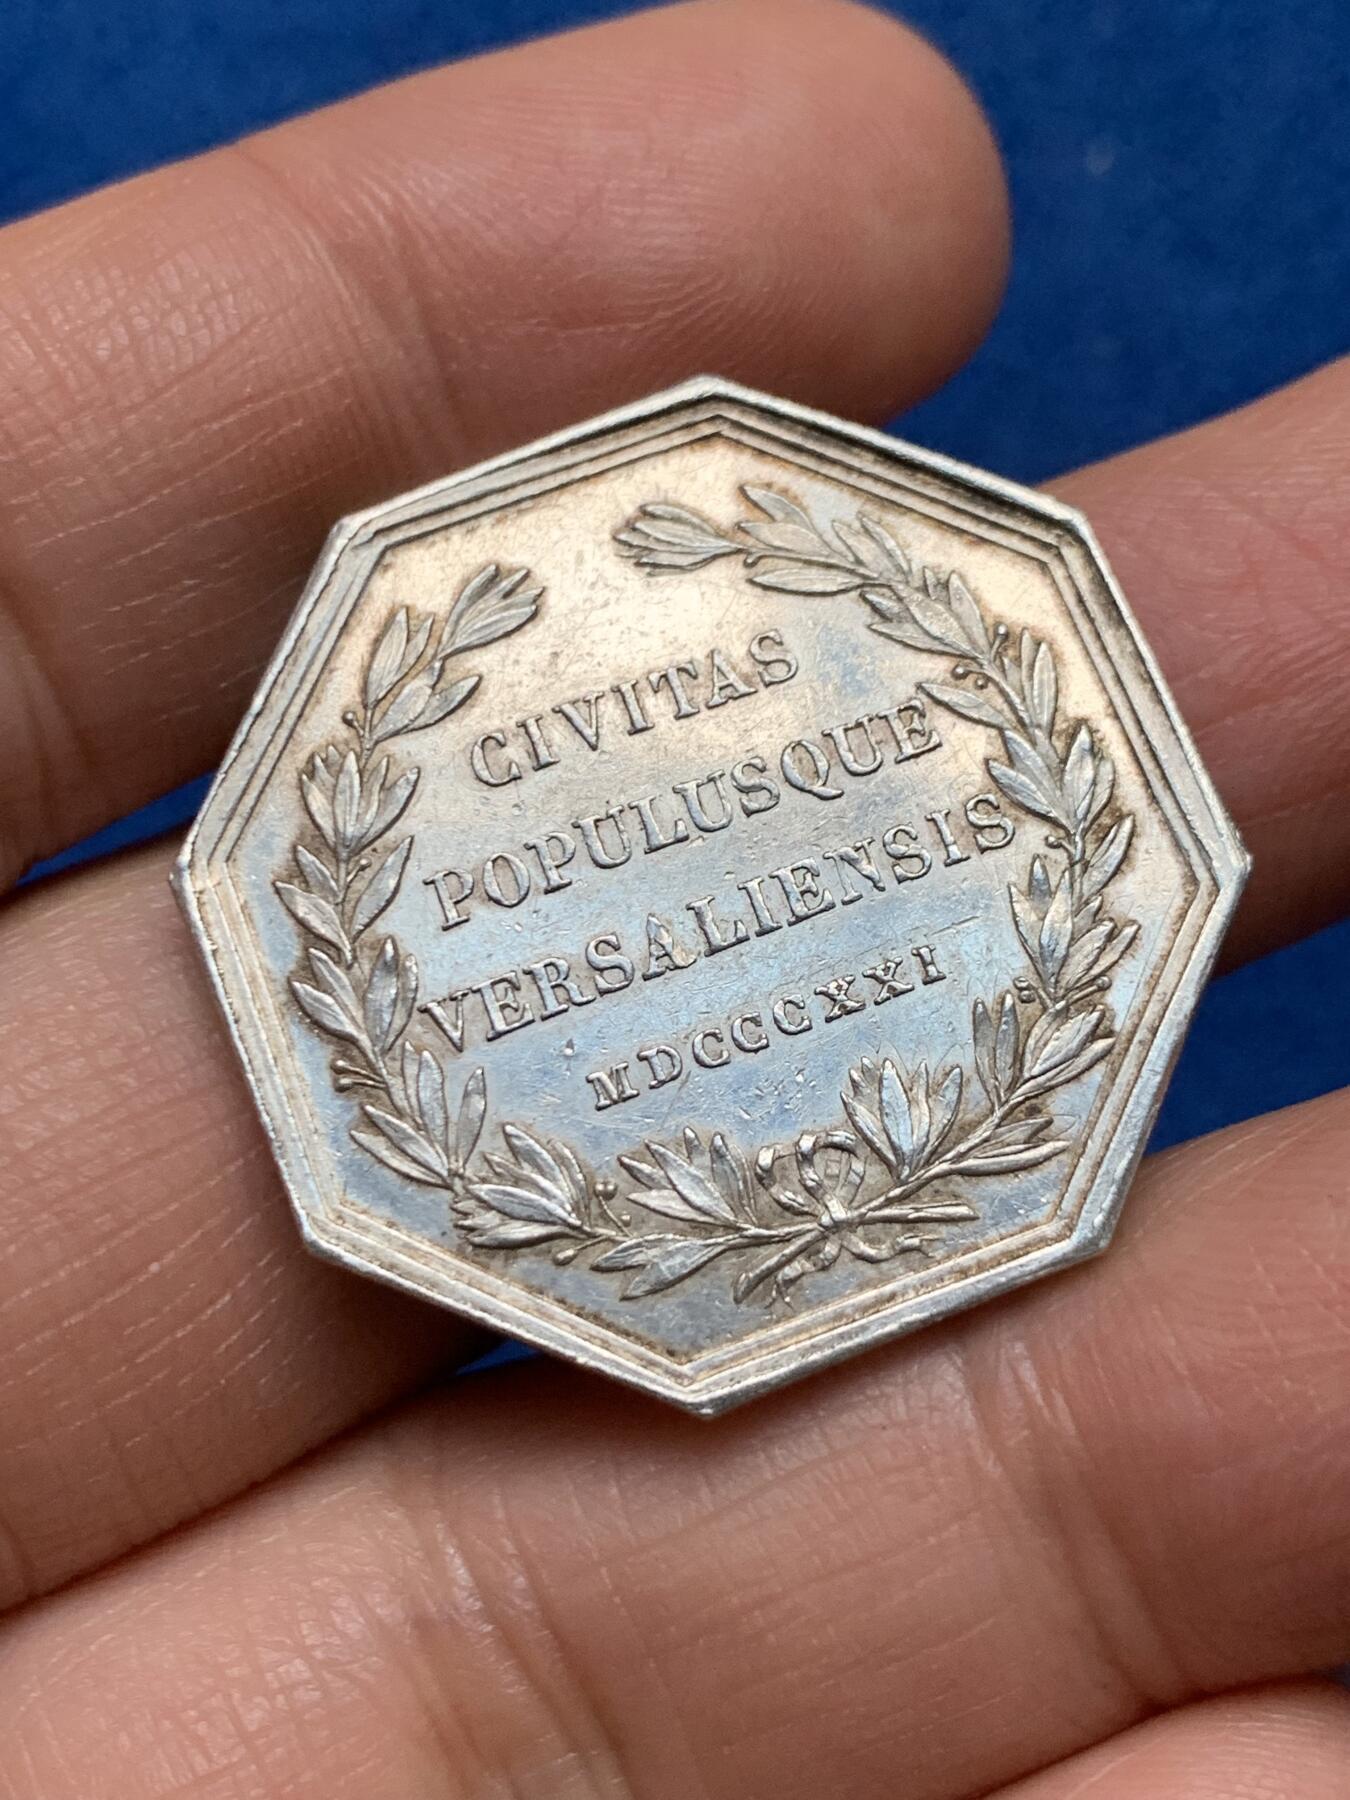 CIVITAS
POPULUSQUE
VERSALIENSIS
MDCCCXXI